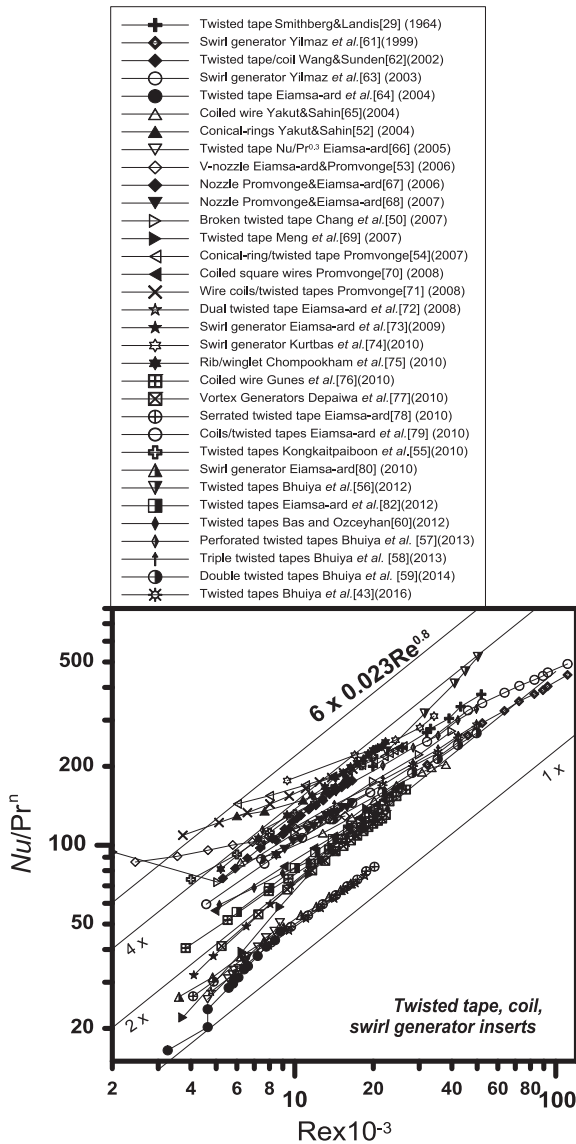 Twisted tape Smithberg&Landis[29] (1964)
Swirl generator Yilmaz et al.[61](1999)
Twisted tape/coil Wang&Sunden[62](2002)
Swirl generator Yilmaz et al.[63] (2003)
Twisted tape Eiamsa-ard et al.[64] (2004)
Coiled wire Yakut&Sahin[65](2004)
Conical-rings Yakut&Sahin[52] (2004)
Twisted tape Nu/Pr0.3 Eiamsa-ard[66] (2005)
V-nozzle Eiamsa-ard&Promvonge[53] (2006)
Nozzle Promvonge&Eiamsa-ard[67] (2006)
Nozzle Promvonge&Eiamsa-ard[68] (2007)
Broken twisted tape Chang et al.[50] (2007)
Twisted tape Meng et al.[69] (2007)
Conical-ring/twisted tape Promvonge[54](2007)
Coiled square wires Promvonge[70] (2008)
Wire coils/twisted tapes Promvonge[71] (2008)
Dual twisted tape Eiamsa-ard et al.[72] (2008)
Swirl generator Eiamsa-ard et al.[73](2009)
Swirl generator Kurtbas et al.[74](2010)
Rib/winglet Chompookham et al.[75] (2010)
Coiled wire Gunes et al.[76](2010)
Vortex Generators Depaiwa et al.[77](2010)
Serrated twisted tape Eiamsa-ard[78] (2010)
Coils/twisted tapes Eiamsa-ard et al.[79] (2010)
Twisted tapes Kongkaitpaiboon et al.[55](2010)
Swirl generator Eiamsa-ard[80] (2010)
Twisted tapes Bhuiya et al.[56](2012)
Twisted tapes Eiamsa-ard et al.[82](2012)
Twisted tapes Bas and Ozceyhan[60](2012)
Perforated twisted tapes Bhuiya et al. [57](2013)
Triple twisted tapes Bhuiya et al. [58](2013)
Double twisted tapes Bhuiya et al. [59](2014)
Twisted tapes Bhuiya et al.[43](2016)
6 x 0.023Re0.8
500
200
1 x
Nu/Prn
100
50
4 x
2 x
20
Twisted tape, coil,
swirl generator inserts
2 4 6 8 10 20 40 60 80 100
Rex10-3